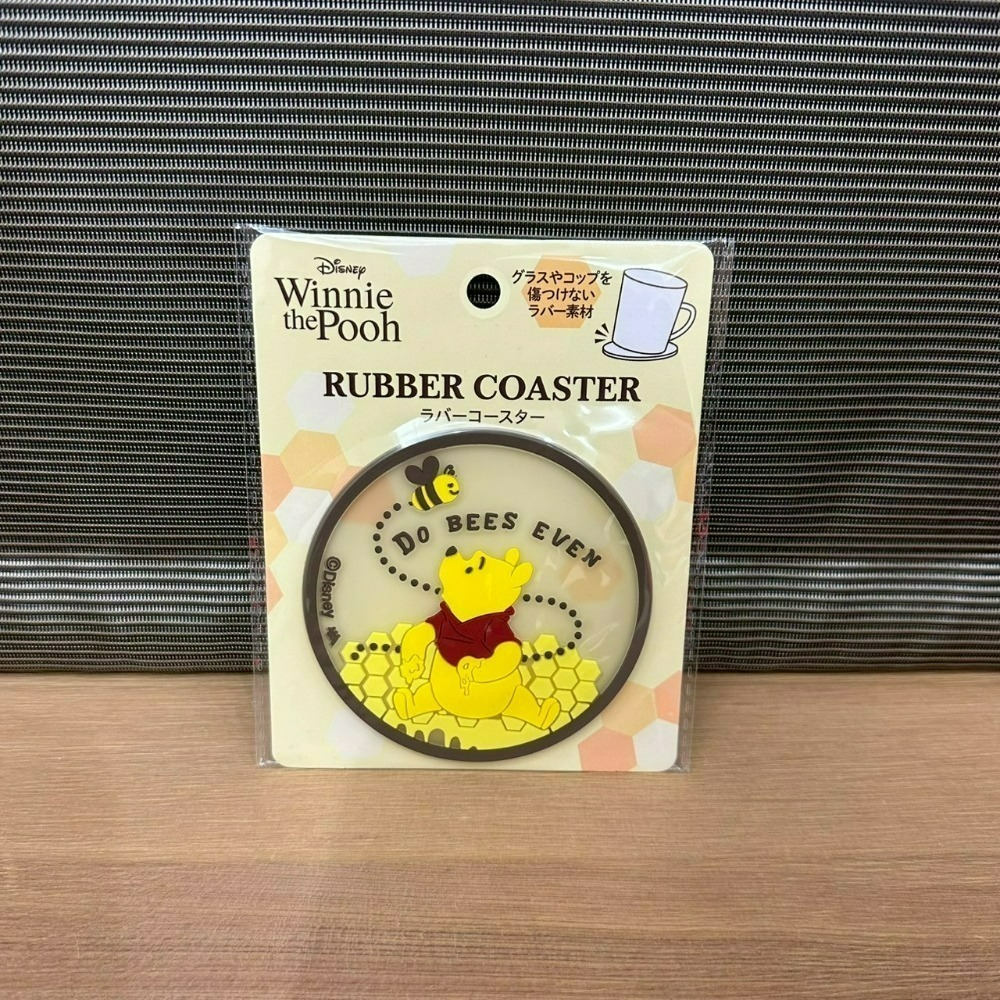 Disney
Winnie
the Pooh
グラスやコップを
傷つけない
ラバー素材
RUBBER COASTER
ラバーコースター
DO BEES EVEN
©Disney